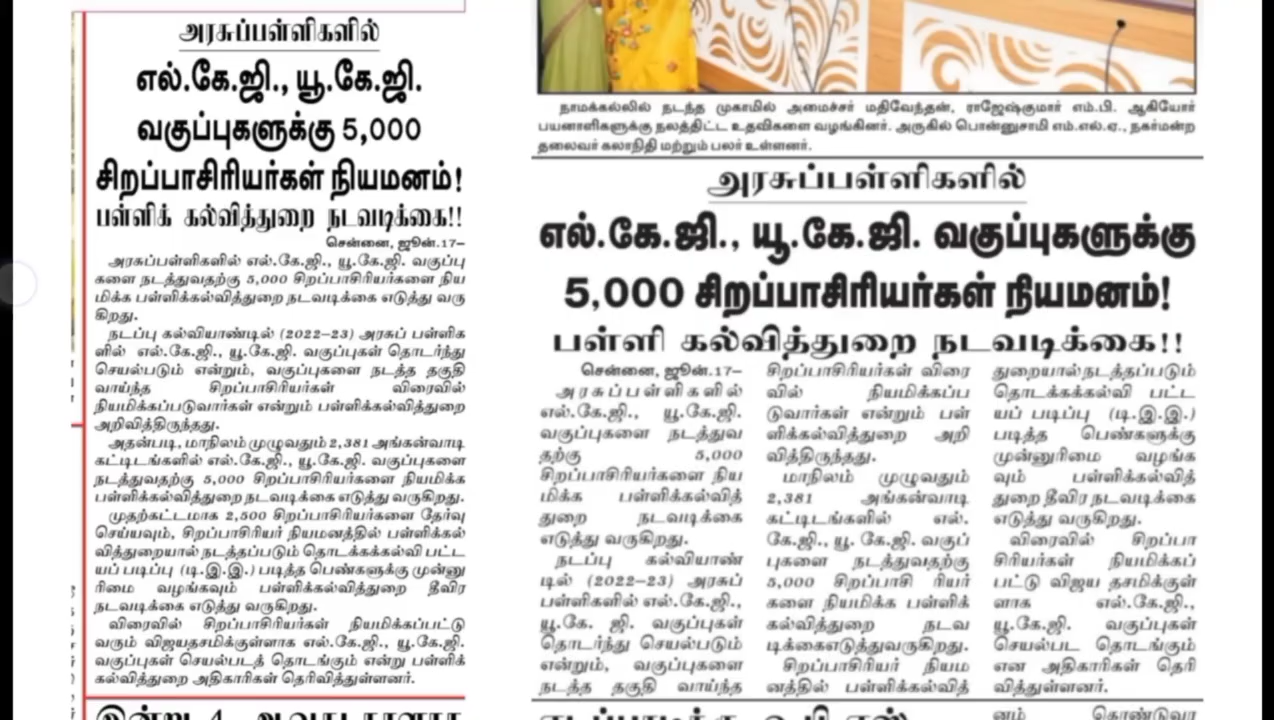 அரசுப்பள்ளிகளில்
எல்.கே.ஜி., யூ.கே.ஜி.
வகுப்புகளுக்கு 5,000
சிறப்பாசிரியர்கள் நியமனம்!
பள்ளிக் கல்வித்துறை நடவடிக்கை!!
சென்னை, ஜூன்.17–
அரசுப்பள்ளிகளில் எல்.கே.ஜி., யூ.கே.ஜி. வகுப்பு
களை நடத்துவதற்கு 5,000 சிறப்பாசிரியர்களை நிய
மிக்க பள்ளிக்கல்வித்துறை நடவடிக்கை எடுத்து வரு
கிறது.
நடப்பு கல்வியாண்டில் (2022–23) அரசுப் பள்ளிக
ளில் எல்.கே.ஜி., யூ.கே.ஜி. வகுப்புகள் தொடர்ந்து
செயல்படும் என்றும், வகுப்புகளை நடத்த தகுதி
வாய்ந்த சிறப்பாசிரியர்கள் விரைவில்
நியமிக்கப்படுவார்கள் என்றும் பள்ளிக்கல்வித்துறை
அறிவித்திருந்தது.
அதன்படி, மாநிலம் முழுவதும் 2,381 அங்கன்வாடி
கட்டிடங்களில் எல்.கே.ஜி., யூ.கே.ஜி. வகுப்புகளை
நடத்துவதற்கு 5,000 சிறப்பாசிரியர்களை நியமிக்க
பள்ளிக்கல்வித்துறை நடவடிக்கை எடுத்து வருகிறது.
முதற்கட்டமாக 2,500 சிறப்பாசிரியர்களை தேர்வு
செய்யவும், சிறப்பாசிரியர் நியமனத்தில் பள்ளிக்கல்
வித்துறையால் நடத்தப்படும் தொடக்கக்கல்வி பட்ட
யப் படிப்பு (டி.இ.இ.) படித்த பெண்களுக்கு முன்னு
ரிமை வழங்கவும் பள்ளிக்கல்வித்துறை தீவிர
நடவடிக்கை எடுத்து வருகிறது.
விரைவில் சிறப்பாசிரியர்கள் நியமிக்கப்பட்டு
வரும் விஜயதசமிக்குள்ளாக எல்.கே.ஜி., யூ.கே.ஜி.
வகுப்புகள் செயல்படத் தொடங்கும் என்று பள்ளிக்
கல்வித்துறை அதிகாரிகள் தெரிவித்துள்ளனர்.
நாமக்கல்லில் நடந்த முகாமில் அமைச்சர் மதிவேந்தன், ராஜேஷ்குமார் எம்.பி. ஆகியோர்
பயனாளிகளுக்கு நலத்திட்ட உதவிகளை வழங்கினர். அருகில் பொன்னுசாமி எம்.எல்.ஏ., நகர்மன்ற
தலைவர் கலாநிதி மற்றும் பலர் உள்ளனர்.
அரசுப்பள்ளிகளில்
எல்.கே.ஜி., யூ.கே.ஜி. வகுப்புகளுக்கு
5,000 சிறப்பாசிரியர்கள் நியமனம்!
பள்ளி கல்வித்துறை நடவடிக்கை!!
சென்னை, ஜூன்.17–
அரசுப்பள்ளிகளில்
எல்.கே.ஜி., யூ.கே.ஜி.
வகுப்புகளை நடத்துவ
தற்கு 5,000
சிறப்பாசிரியர்களை நிய
மிக்க பள்ளிக்கல்வித்
துறை நடவடிக்கை
எடுத்து வருகிறது.
நடப்பு கல்வியாண்
டில் (2022–23) அரசுப்
பள்ளிகளில் எல்.கே.ஜி.,
யூ.கே. ஜி. வகுப்புகள்
தொடர்ந்து செயல்படும்
என்றும், வகுப்புகளை
நடத்த தகுதி வாய்ந்த
சிறப்பாசிரியர்கள் விரை
வில் நியமிக்கப்ப
டுவார்கள் என்றும் பள்
ளிக்கல்வித்துறை அறி
வித்திருந்தது.
மாநிலம் முழுவதும்
2,381 அங்கன்வாடி
கட்டிடங்களில் எல்.
கே.ஜி., யூ. கே.ஜி. வகுப்
புகளை நடத்துவதற்கு
5,000 சிறப்பாசி ரியர்
களை நியமிக்க பள்ளிக்
கல்வித்துறை நடவ
டிக்கைஎடுத்துவருகிறது.
சிறப்பாசிரியர் நியம
னத்தில் பள்ளிக்கல்வித்
துறையால்நடத்தப்படும்
தொடக்கக்கல்வி பட்ட
யப் படிப்பு (டி.இ.இ.)
படித்த பெண்களுக்கு
முன்னுரிமை வழங்க
வும் பள்ளிக்கல்வித்
துறை தீவிர நடவடிக்கை
எடுத்து வருகிறது.
விரைவில் சிறப்பா
சிரியர்கள் நியமிக்கப்
பட்டு விஜய தசமிக்குள்
ளாக எல்.கே.ஜி.,
யூ.கே.ஜி. வகுப்புகள்
செயல்பட தொடங்கும்
என அதிகாரிகள் தெரி
வித்துள்ளனர்.